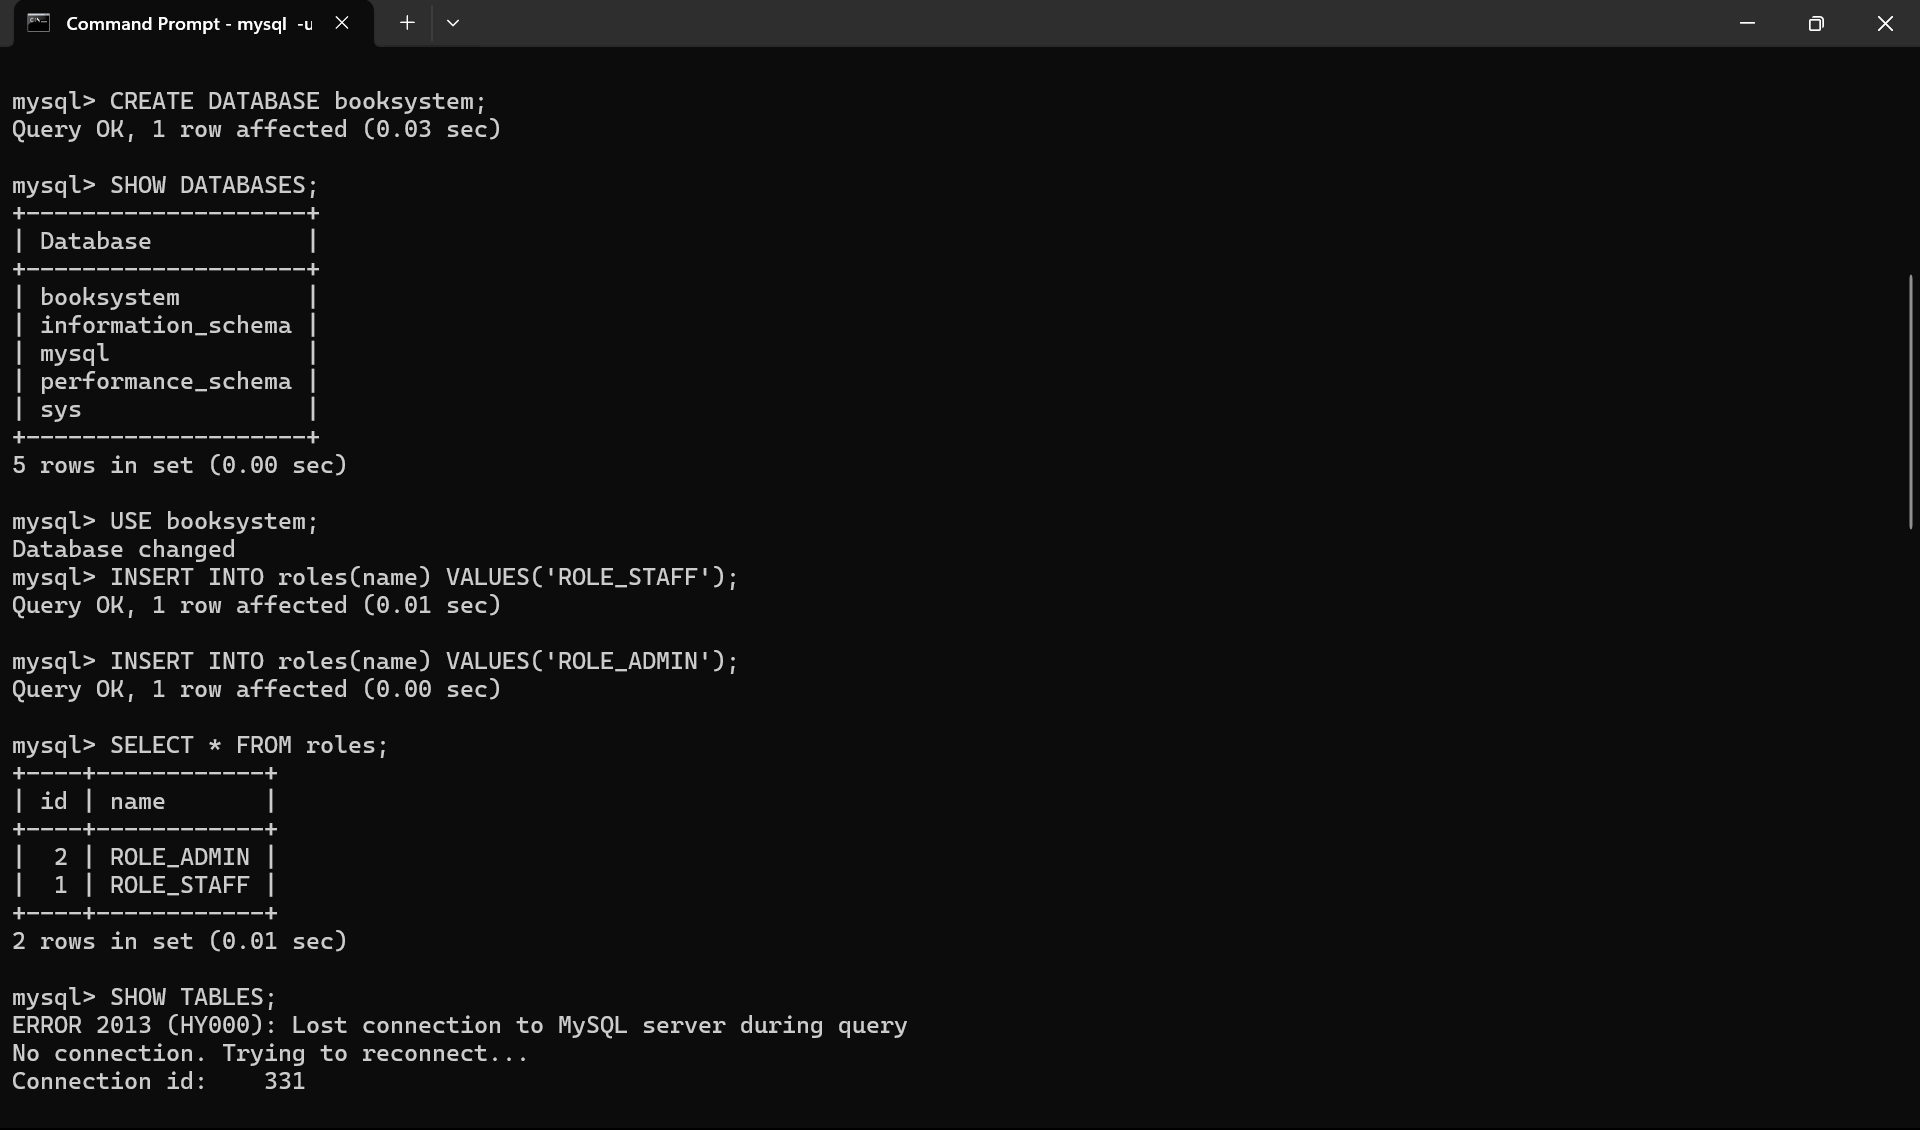 Command Prompt - mysql  -u
mysql> CREATE DATABASE booksystem;
Query OK, 1 row affected (0.03 sec)
mysql> SHOW DATABASES;
+--------------------+
| Database           |
+--------------------+
| booksystem         |
| information_schema |
| mysql              |
| performance_schema |
| sys                |
+--------------------+
5 rows in set (0.00 sec)
mysql> USE booksystem;
Database changed
mysql> INSERT INTO roles(name) VALUES('ROLE_STAFF');
Query OK, 1 row affected (0.01 sec)
mysql> INSERT INTO roles(name) VALUES('ROLE_ADMIN');
Query OK, 1 row affected (0.00 sec)
mysql> SELECT * FROM roles;
+----+------------+
| id | name       |
+----+------------+
|  2 | ROLE_ADMIN |
|  1 | ROLE_STAFF |
+----+------------+
2 rows in set (0.01 sec)
mysql> SHOW TABLES;
ERROR 2013 (HY000): Lost connection to MySQL server during query
No connection. Trying to reconnect...
Connection id:    331